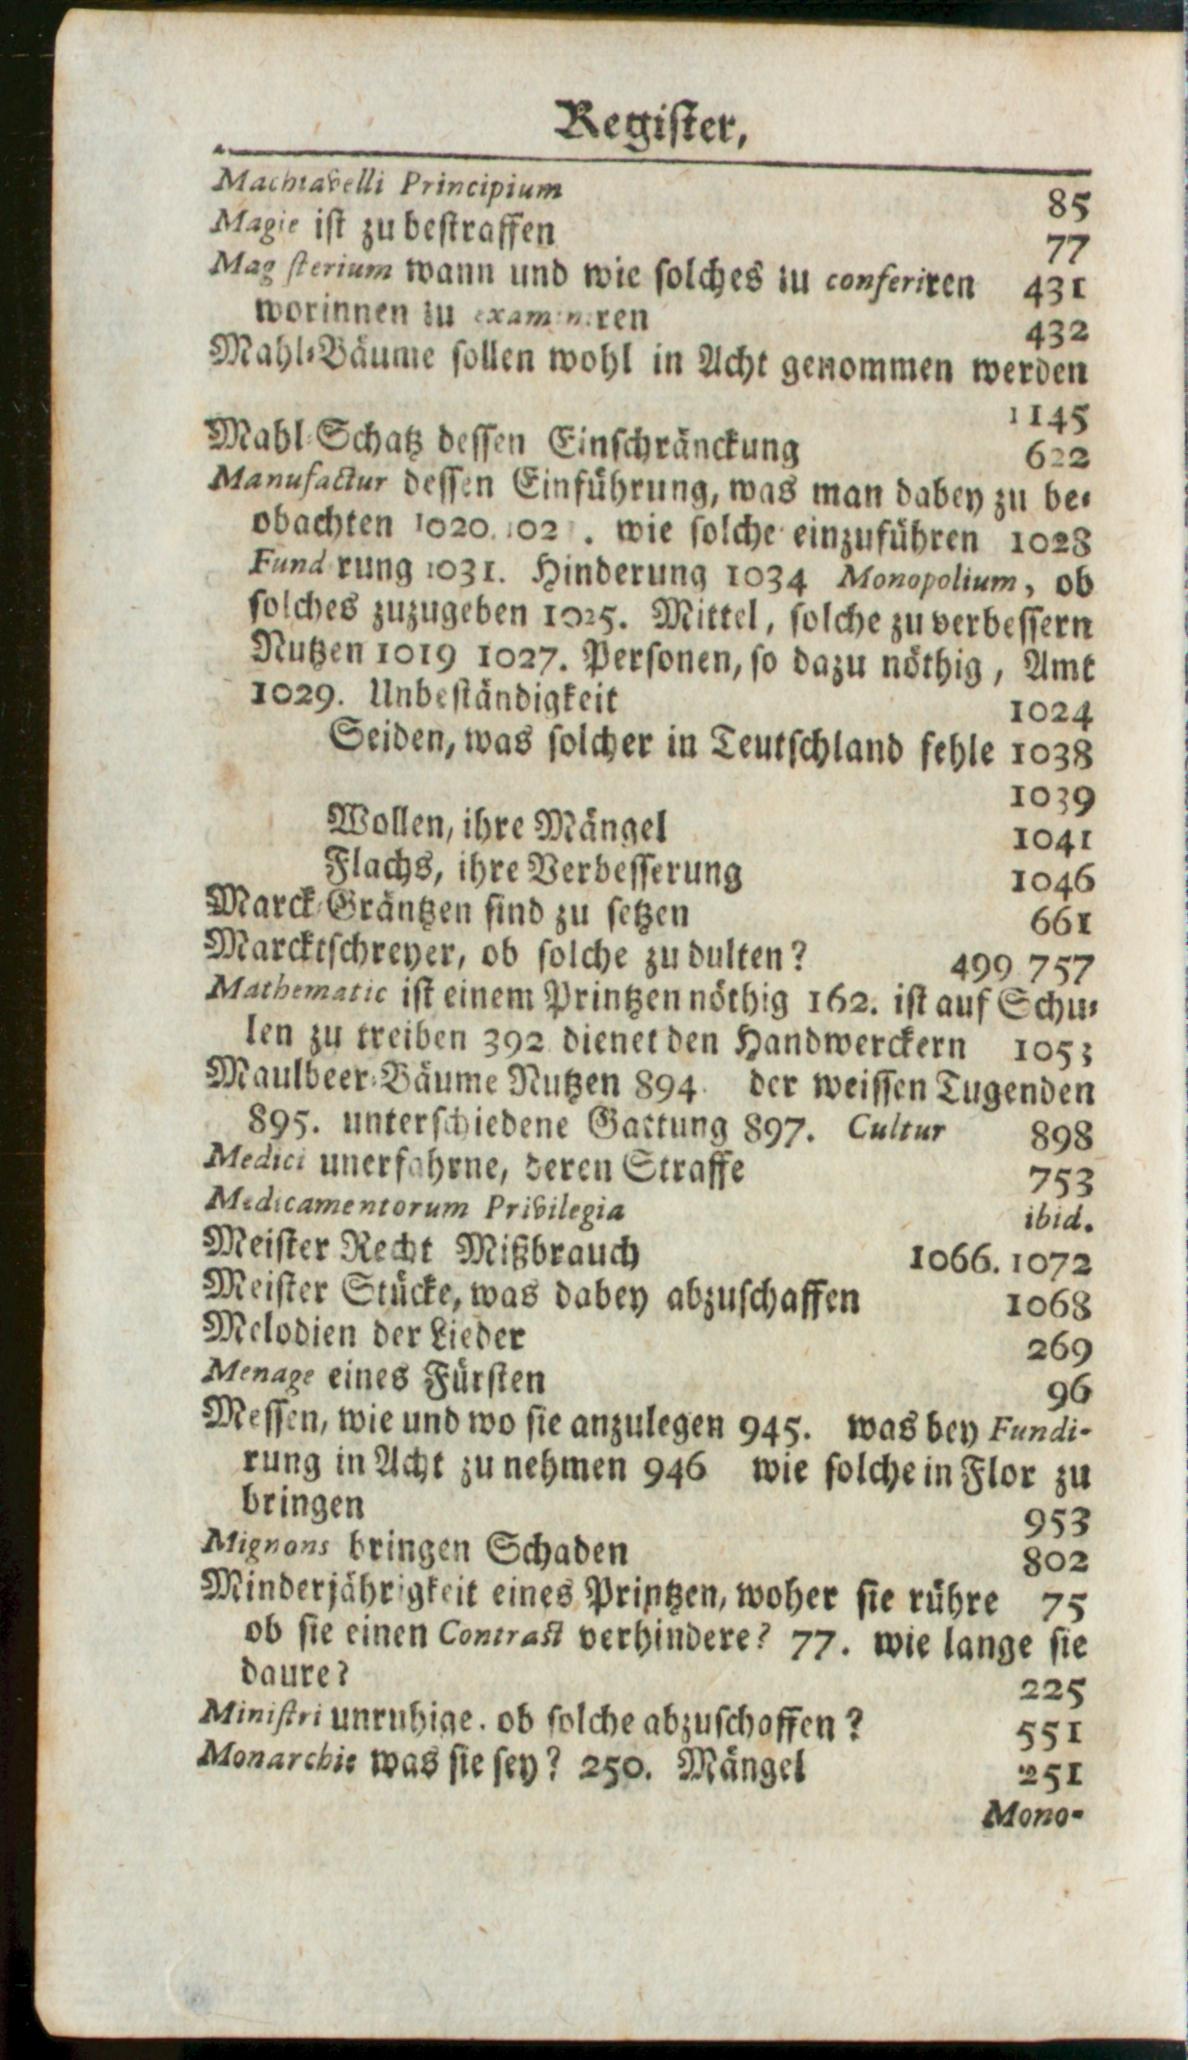 Register,
Machiavelli Principium 85
Magie ist zu bestraffen 77
Magisterium wann und wie solches zu conferiren 431
worinnen zu examiniren 432
Mahl-Bäume sollen wohl in Acht genommen werden
1145
Mahl-Schatz dessen Einschränckung 622
Manufactur dessen Einführung, was man dabey zu be-
obachten 1020. . wie solche einzuführen 1028
Fundirung 1031. Hinderung 1034 Monopolium, ob
solches zuzugeben 1025. Mittel, solche zu verbessern
Nutzen 1019 1027. Personen, so dazu nöthig, Amt
1029. Unbeständigkeit 1024
Seiden, was solcher in Teutschland fehle 1038
1039
Wollen, ihre Mängel 1041
Flachs, ihre Verbesserung 1046
Marck-Gräntzen sind zu setzen 661
Marcktschreyer, ob solche zu dulten? 499 757
Mathematic ist einem Printzen nöthig 162. ist auf Schu-
len zu treiben 392 dienet den Handwerckern 1053
Maulbeer-Bäume Nutzen 894 der weissen Tugenden
895. unterschiedene Gattung 897. Cultur 898
Medici unerfahrne, deren Straffe 753
Medicamentorum Privilegia ibid.
Meister Recht Mißbrauch 1066. 1072
Meister Stücke, was dabey abzuschaffen 1068
Melodien der Lieder 269
Menage eines Fürsten 96
Messen, wie und wo sie anzulegen 945. was bey Fundi-
rung in Acht zu nehmen 946 wie solche in Flor zu
bringen 953
Mignons bringen Schaden 802
Minderjährigkeit eines Printzen, woher sie rühre 75
ob sie einen Contract verhindere? 77. wie lange sie
daure? 225
Ministri unruhige. ob solche abzuschaffen? 551
Monarchie was sie sey? 250. Mängel 251
Mono-